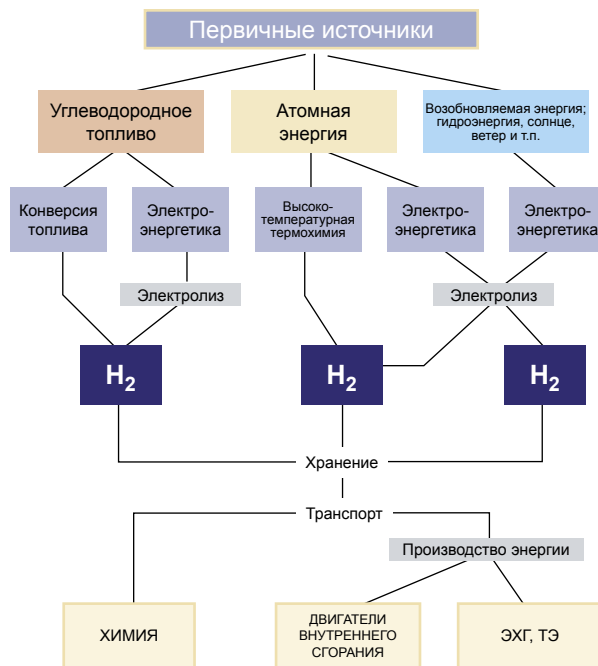 Первичные источники
Углеводородное
топливо
Атомная
энергия
Возобновляемая энергия;
гидроэнергия, солнце,
ветер и т.п.
Конверсия
топлива
Электро-
энергетика
Высоко-
температурная
термохимия
Электро-
энергетика
Электро-
энергетика
Электролиз
Электролиз
H₂
H₂
H₂
Хранение
Транспорт
Производство энергии
ХИМИЯ
ДВИГАТЕЛИ
ВНУТРЕННЕГО
СГОРАНИЯ
ЭХГ, ТЭ